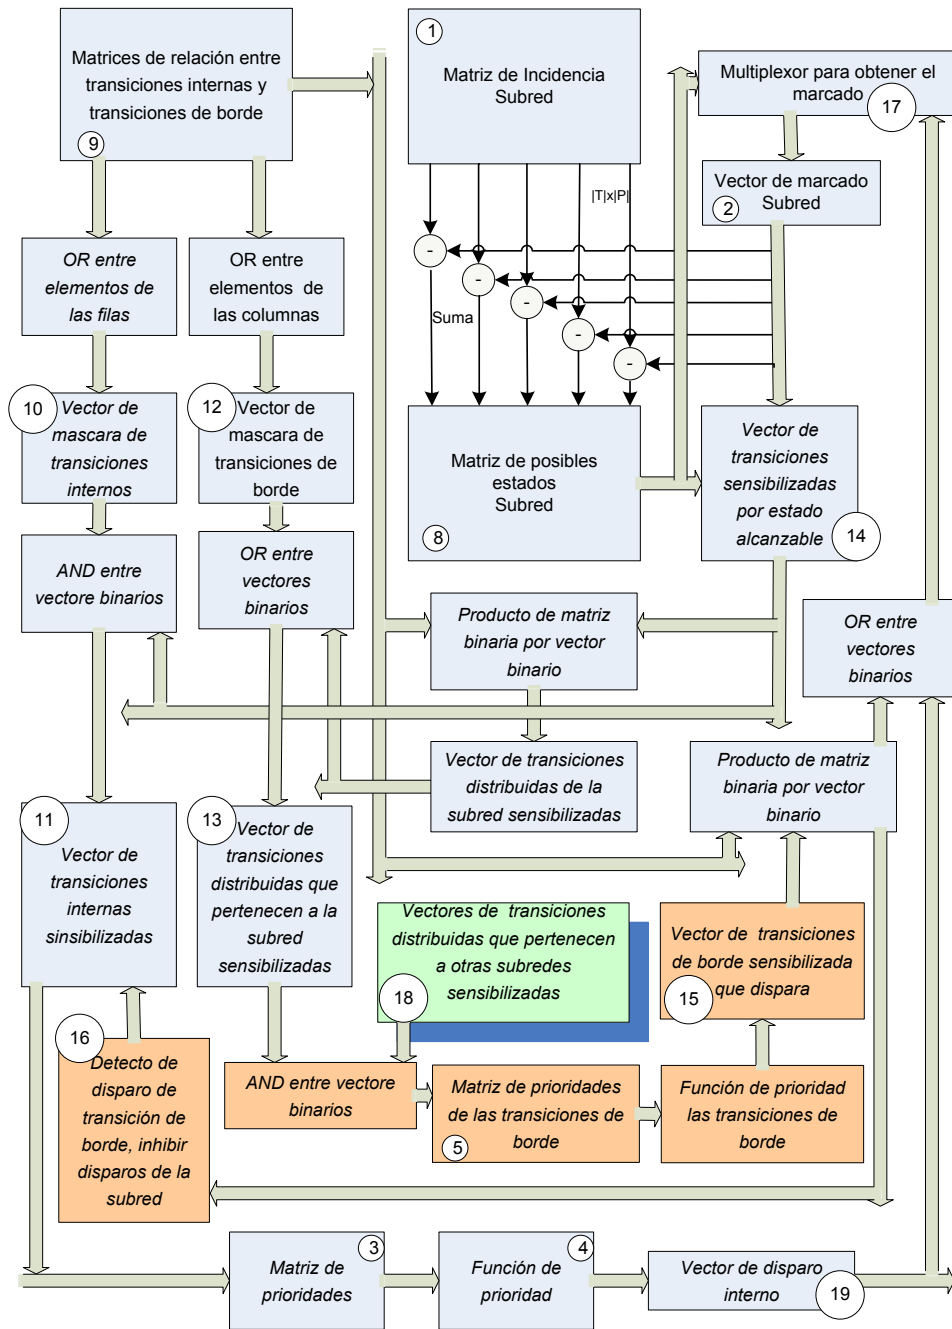 Matrices de relación entre
transiciones internas y
transiciones de borde
9
1
Matriz de Incidencia
Subred
Multiplexor para obtener el
marcado
17
Vector de marcado
Subred
2
|T|x|P|
OR entre
elementos de
las filas
OR entre
elementos de
las columnas
-
-
-
-
-
Suma
10
Vector de
mascara de
transiciones
internos
12
Vector de
mascara de
transiciones de
borde
Matriz de posibles
estados
Subred
8
Vector de
transiciones
sensibilizadas
por estado
alcanzable
14
AND entre
vectore binarios
OR entre
vectores
binarios
Producto de matriz
binaria por vector
binario
OR entre
vectores
binarios
Vector de transiciones
distribuidas de la
subred sensibilizadas
Producto de matriz
binaria por vector
binario
11
Vector de
transiciones
internas
sinsibilizadas
13
Vector de
transiciones
distribuidas que
pertenecen a la
subred
sensibilizadas
Vectores de transiciones
distribuidas que pertenecen
a otras subredes
sensibilizadas
18
Vector de transiciones
de borde sensibilizada
que dispara
15
16
Detecto de
disparo de
transición de
borde, inhibir
disparos de la
subred
AND entre vectore
binarios
Matriz de prioridades
de las transiciones de
borde
5
Función de prioridad
las transiciones de
borde
3
Matriz de
prioridades
4
Función de
prioridad
Vector de disparo
interno
19